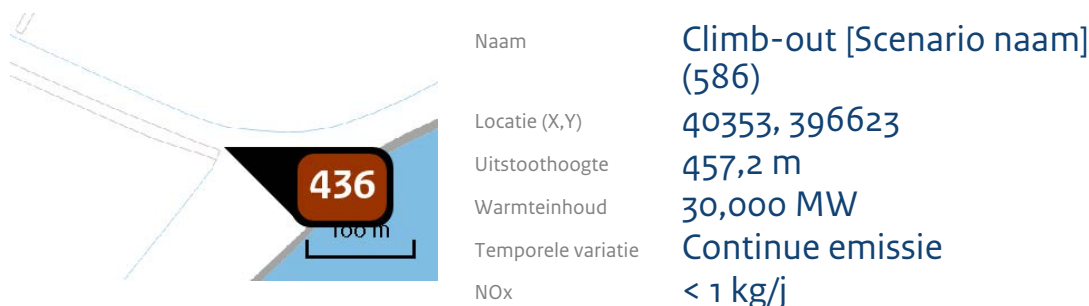 436
100 m
Naam Climb-out [Scenario naam]
(586)
Locatie (X,Y) 40353, 396623
Uitstoothoogte 457,2 m
Warmteinhoud 30,000 MW
Temporele variatie Continue emissie
NOx < 1 kg/j